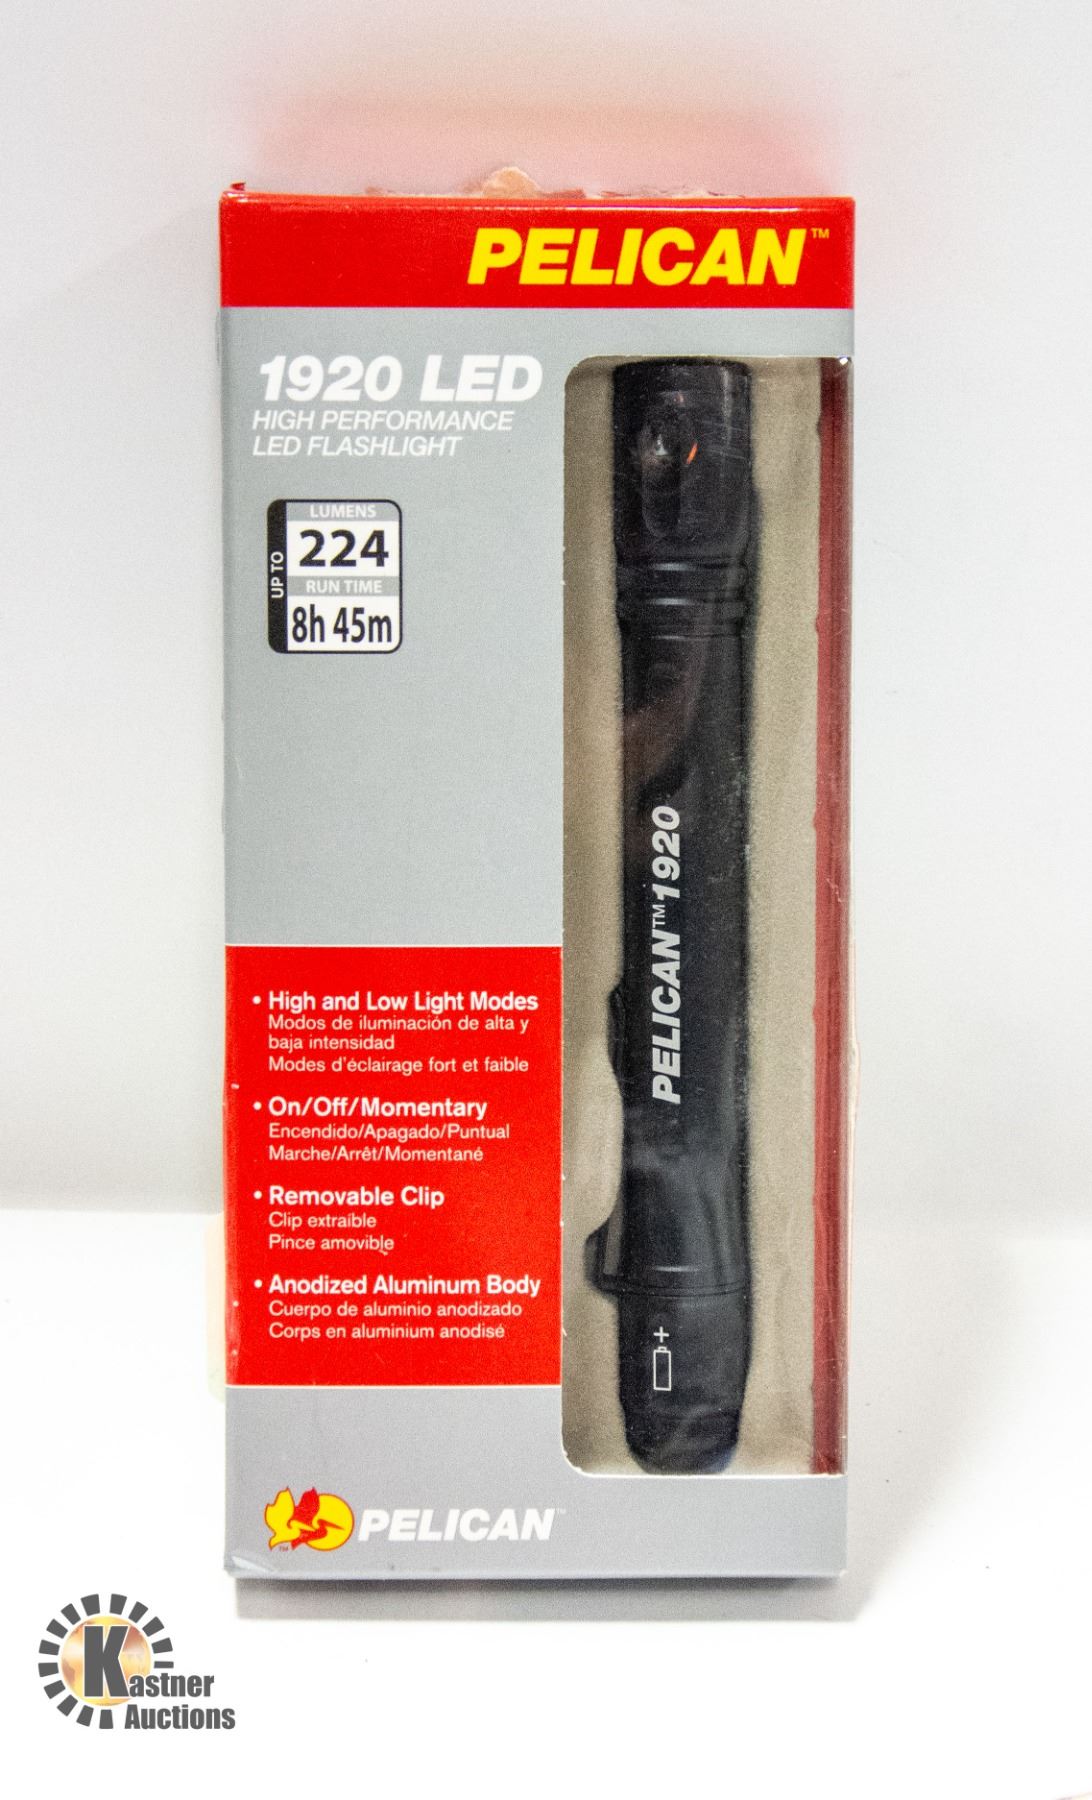 PELICAN™
1920 LED
HIGH PERFORMANCE
LED FLASHLIGHT
UP TO
LUMENS
224
RUN TIME
8h 45m
PELICAN™ 1920
• High and Low Light Modes
Modos de iluminación de alta y
baja intensidad
Modes d'éclairage fort et faible
• On/Off/Momentary
Encendido/Apagado/Puntual
Marche/Arrêt/Momentané
• Removable Clip
Clip extraíble
Pince amovible
• Anodized Aluminum Body
Cuerpo de aluminio anodizado
Corps en aluminium anodisé
+
TM
PELICAN™
Kastner
Auctions